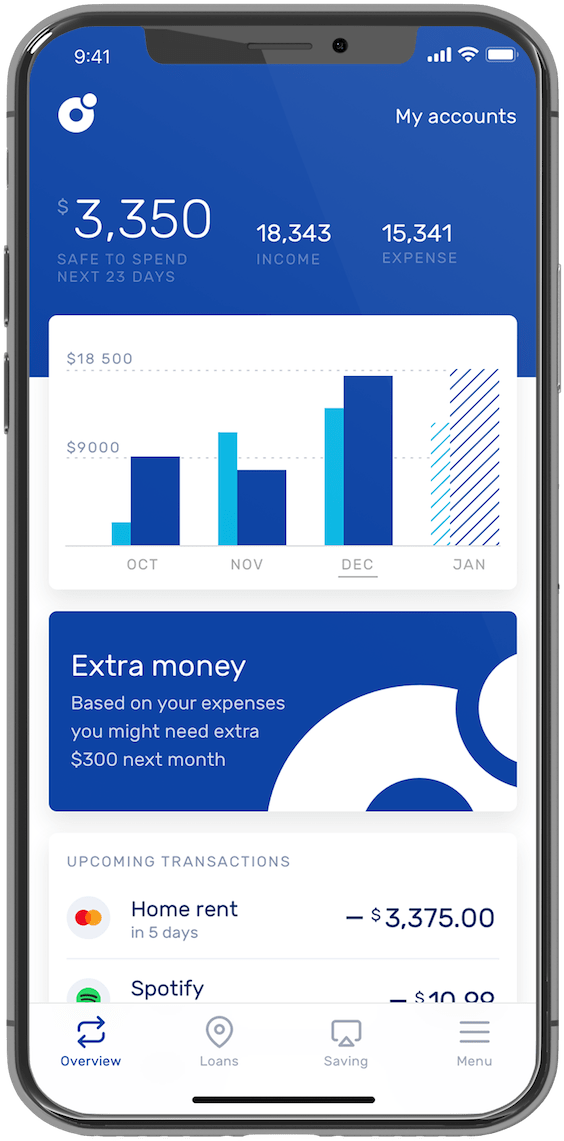 9:41
My accounts
$3,350
SAFE TO SPEND
NEXT 23 DAYS
18,343
INCOME
15,341
EXPENSE
$18 500
$9000
OCT
NOV
DEC
JAN
Extra money
Based on your expenses
you might need extra
$300 next month
UPCOMING TRANSACTIONS
Home rent
– $3,375.00
in 5 days
Spotify
– $10.99
Overview
Loans
Saving
Menu